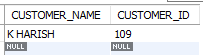 CUSTOMER_NAME CUSTOMER_ID
K HARISH 109
NULL NULL